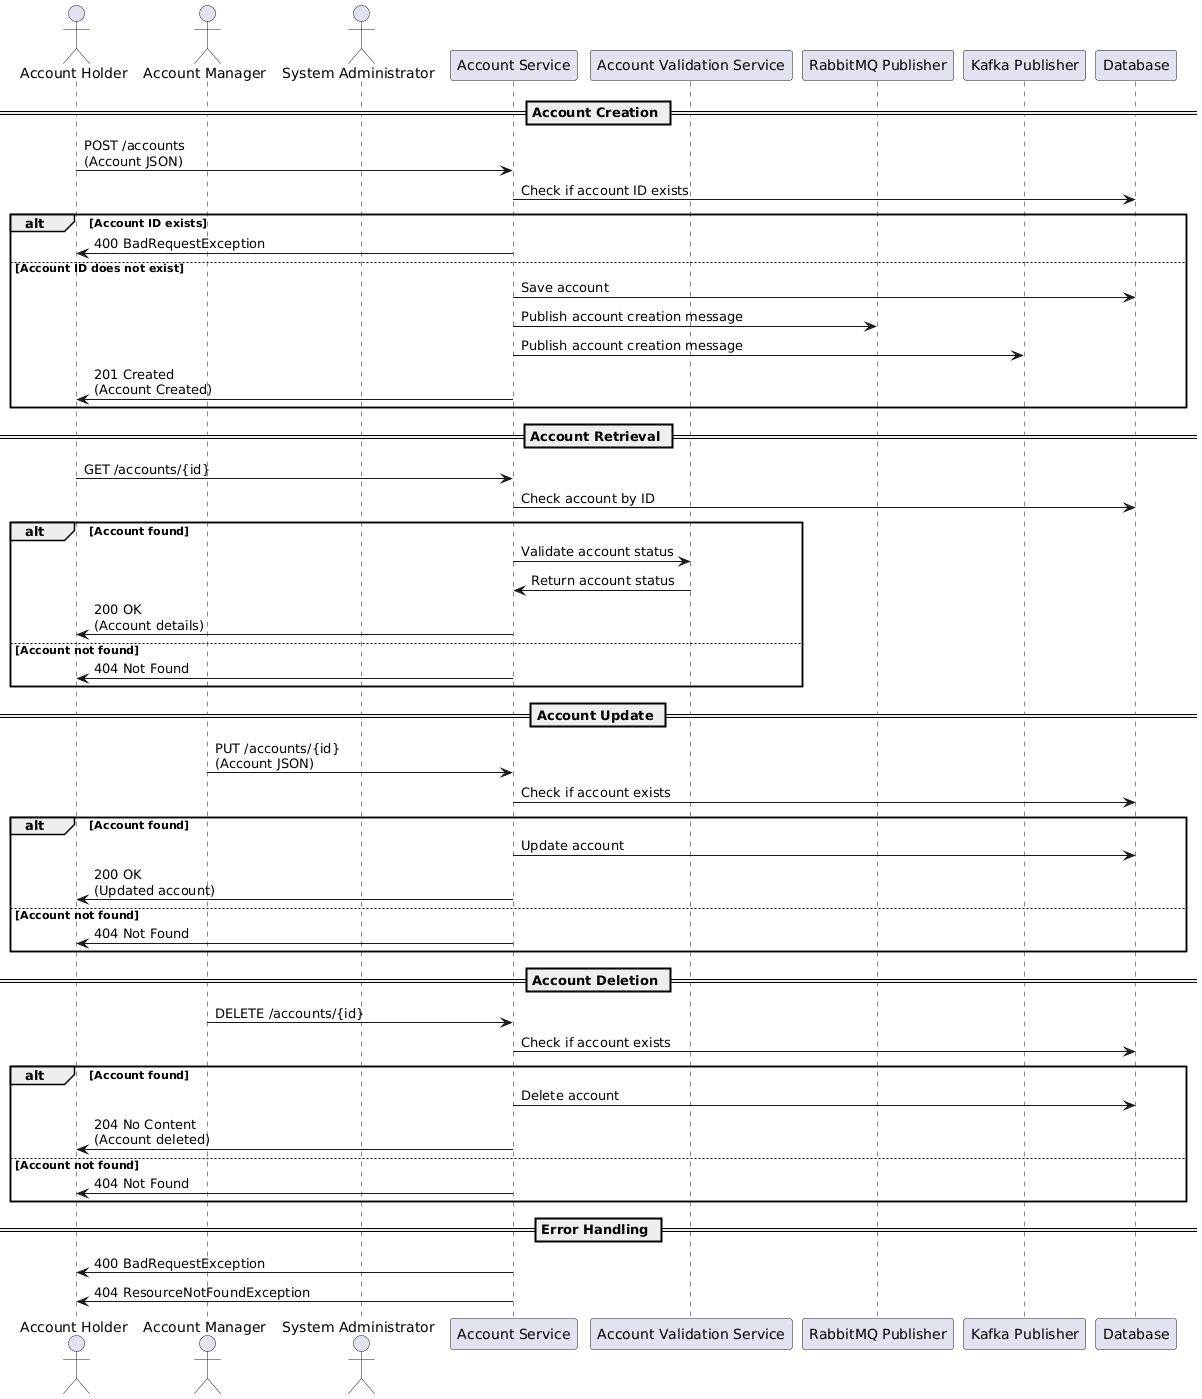 Account Holder Account Manager System Administrator Account Service Account Validation Service RabbitMQ Publisher Kafka Publisher Database
Account Creation
POST /accounts
(Account JSON)
Check if account ID exists
alt [Account ID exists]
400 BadRequestException
[Account ID does not exist]
Save account
Publish account creation message
Publish account creation message
201 Created
(Account Created)
Account Retrieval
GET /accounts/{id}
Check account by ID
alt [Account found]
Validate account status
Return account status
200 OK
(Account details)
[Account not found]
404 Not Found
Account Update
PUT /accounts/{id}
(Account JSON)
Check if account exists
alt [Account found]
Update account
200 OK
(Updated account)
[Account not found]
404 Not Found
Account Deletion
DELETE /accounts/{id}
Check if account exists
alt [Account found]
Delete account
204 No Content
(Account deleted)
[Account not found]
404 Not Found
Error Handling
400 BadRequestException
404 ResourceNotFoundException
Account Holder Account Manager System Administrator Account Service Account Validation Service RabbitMQ Publisher Kafka Publisher Database